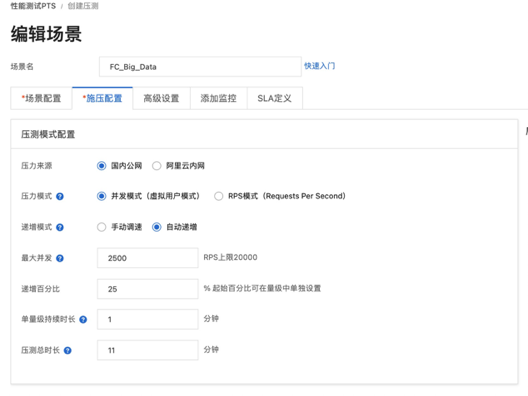 性能测试PTS / 创建压测
编辑场景
场景名 FC_Big_Data 快速入门
*场景配置 *施压配置 高级设置 添加监控 SLA定义
压测模式配置
压力来源 国内公网 阿里云内网
压力模式 ? 并发模式（虚拟用户模式） RPS模式（Requests Per Second）
递增模式 ? 手动调速 自动递增
最大并发 ? 2500 RPS上限20000
递增百分比 25 % 起始百分比可在量级中单独设置
单量级持续时长 ? 1 分钟
压测总时长 ? 11 分钟